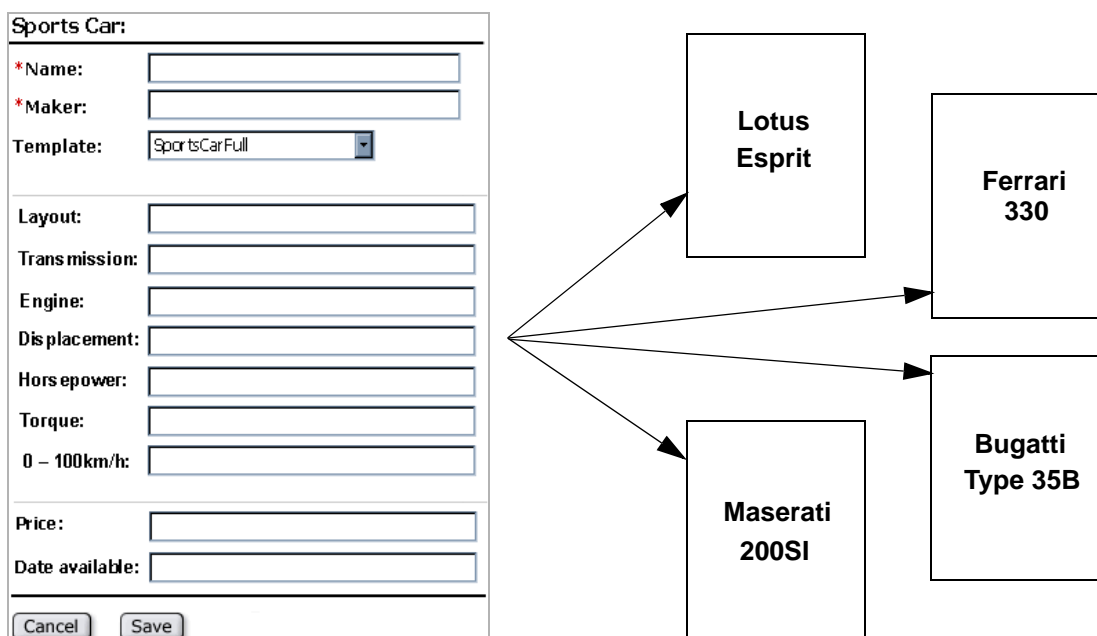 Sports Car:
*Name:
*Maker:
Template: SportsCarFull
Layout:
Transmission:
Engine:
Displacement:
Horsepower:
Torque:
0 – 100km/h:
Price:
Date available:
Cancel Save
Lotus
Esprit
Ferrari
330
Bugatti
Type 35B
Maserati
200SI